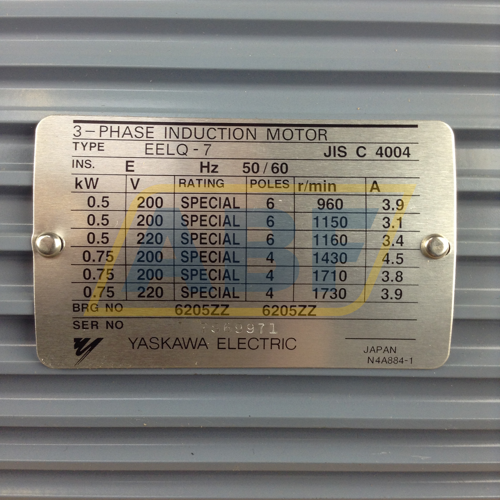 3-PHASE INDUCTION MOTOR
TYPE EELQ-7 JIS C 4004
INS. E Hz 50/60
kW V RATING POLES r/min A
0.5 200 SPECIAL 6 960 3.9
0.5 200 SPECIAL 6 1150 3.1
0.5 220 SPECIAL 6 1160 3.4
0.75 200 SPECIAL 4 1430 4.5
0.75 200 SPECIAL 4 1710 3.8
0.75 220 SPECIAL 4 1730 3.9
BRG NO 6205ZZ 6205ZZ
SER NO
YASKAWA ELECTRIC
JAPAN
N4A884-1
ABF